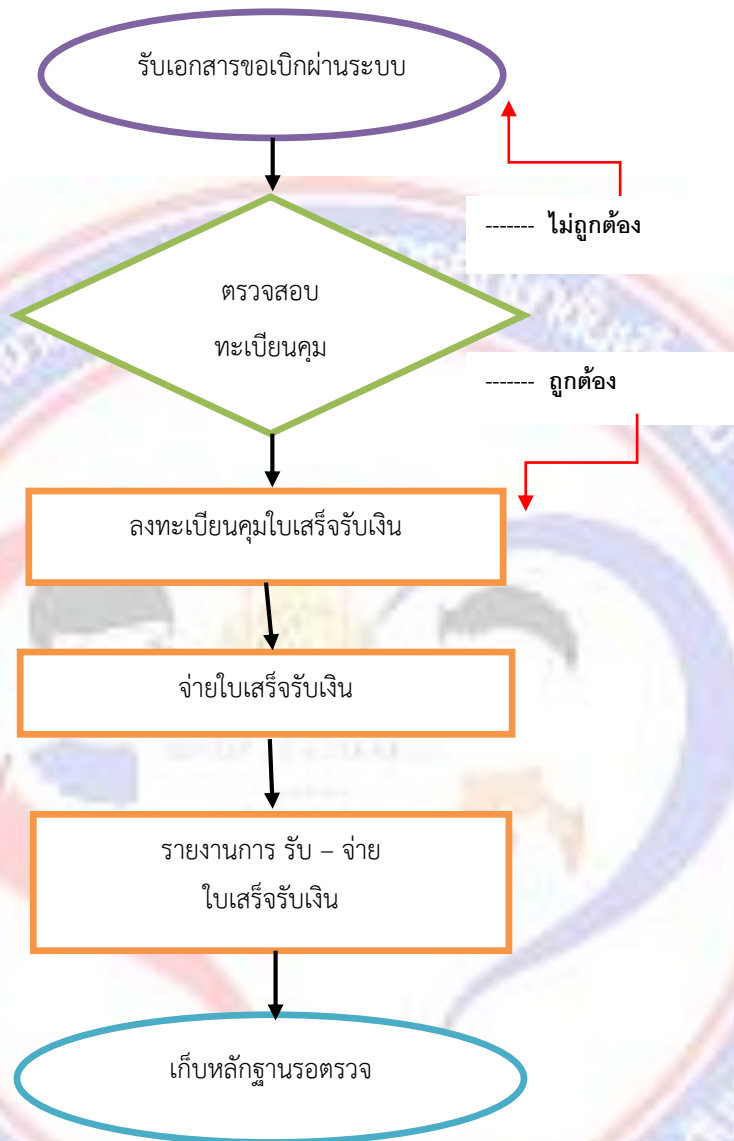 รับเอกสารขอเบิกผ่านระบบ
------- ไม่ถูกต้อง
ตรวจสอบ
ทะเบียนคุม
------- ถูกต้อง
ลงทะเบียนคุมใบเสร็จรับเงิน
จ่ายใบเสร็จรับเงิน
รายงานการ รับ – จ่าย
ใบเสร็จรับเงิน
เก็บหลักฐานรอตรวจ